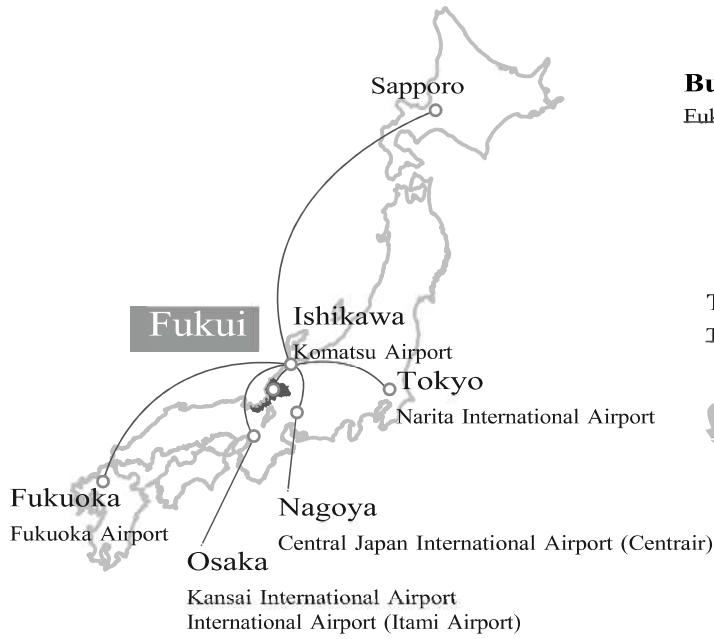 Sapporo
Fukui
Ishikawa
Komatsu Airport
Tokyo
Narita International Airport
Fukuoka
Fukuoka Airport
Nagoya
Central Japan International Airport (Centrair)
Osaka
Kansai International Airport
International Airport (Itami Airport)